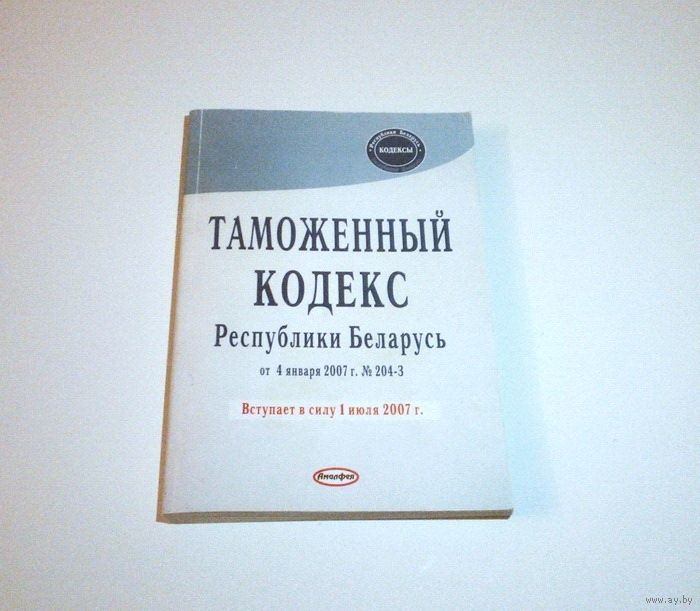 Республики Беларусь
КОДЕКСЫ
ТАМОЖЕННЫЙ
КОДЕКС
Республики Беларусь
от 4 января 2007 г. № 204-З
Вступает в силу 1 июля 2007 г.
Амалфея
www.ay.by